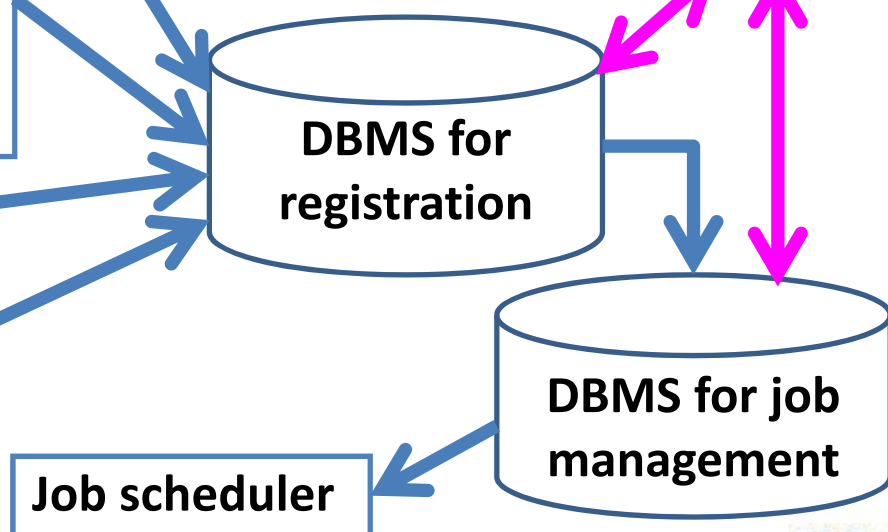 DBMS for
registration
DBMS for job
management
Job scheduler